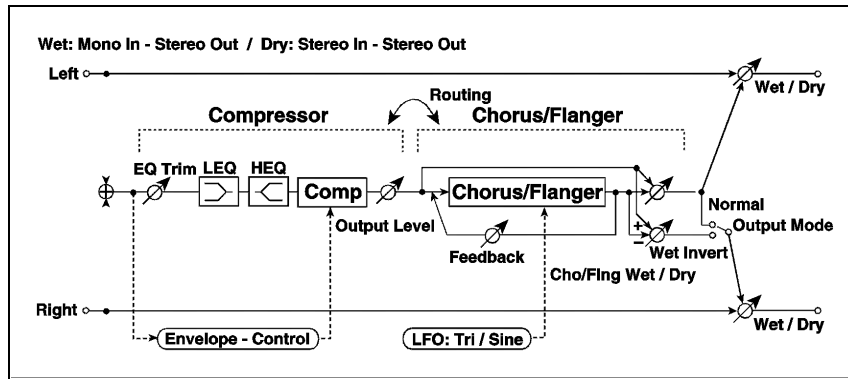 Wet: Mono In - Stereo Out / Dry: Stereo In - Stereo Out
Left
Wet / Dry
Routing
Compressor
Chorus/Flanger
EQ Trim
LEQ
HEQ
Comp
Chorus/Flanger
Output Level
Feedback
+
–
Normal
Output Mode
Wet Invert
Cho/Flng Wet / Dry
Right
Wet / Dry
Envelope - Control
LFO: Tri / Sine